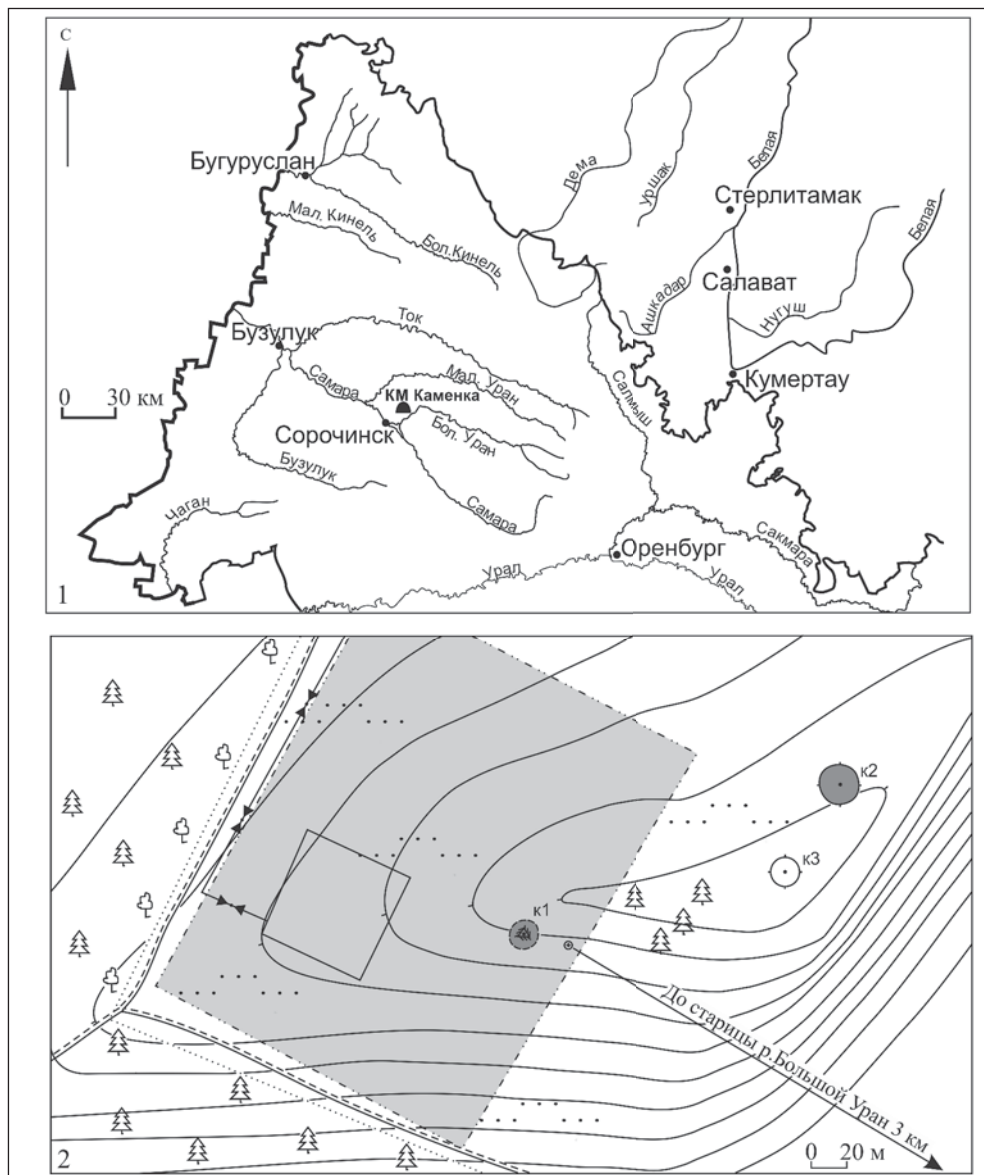 С
Бугуруслан
Мал. Кинель
Бол.Кинель
Дема
Уршак
Белая
Стерлитамак
Белая
Салават
Ашкадар
Нугуш
Кумертау
Ток
Бузулук
Самара
Мал. Уран
КМ Каменка
0 30 км
Сорочинск
Бол. Уран
Салмыш
Бузулук
Самара
Чаган
Оренбург
Сакмара
Урал
Урал
1
к2
к3
к1
До старицы р.Большой Уран 3 км
2
0 20 м